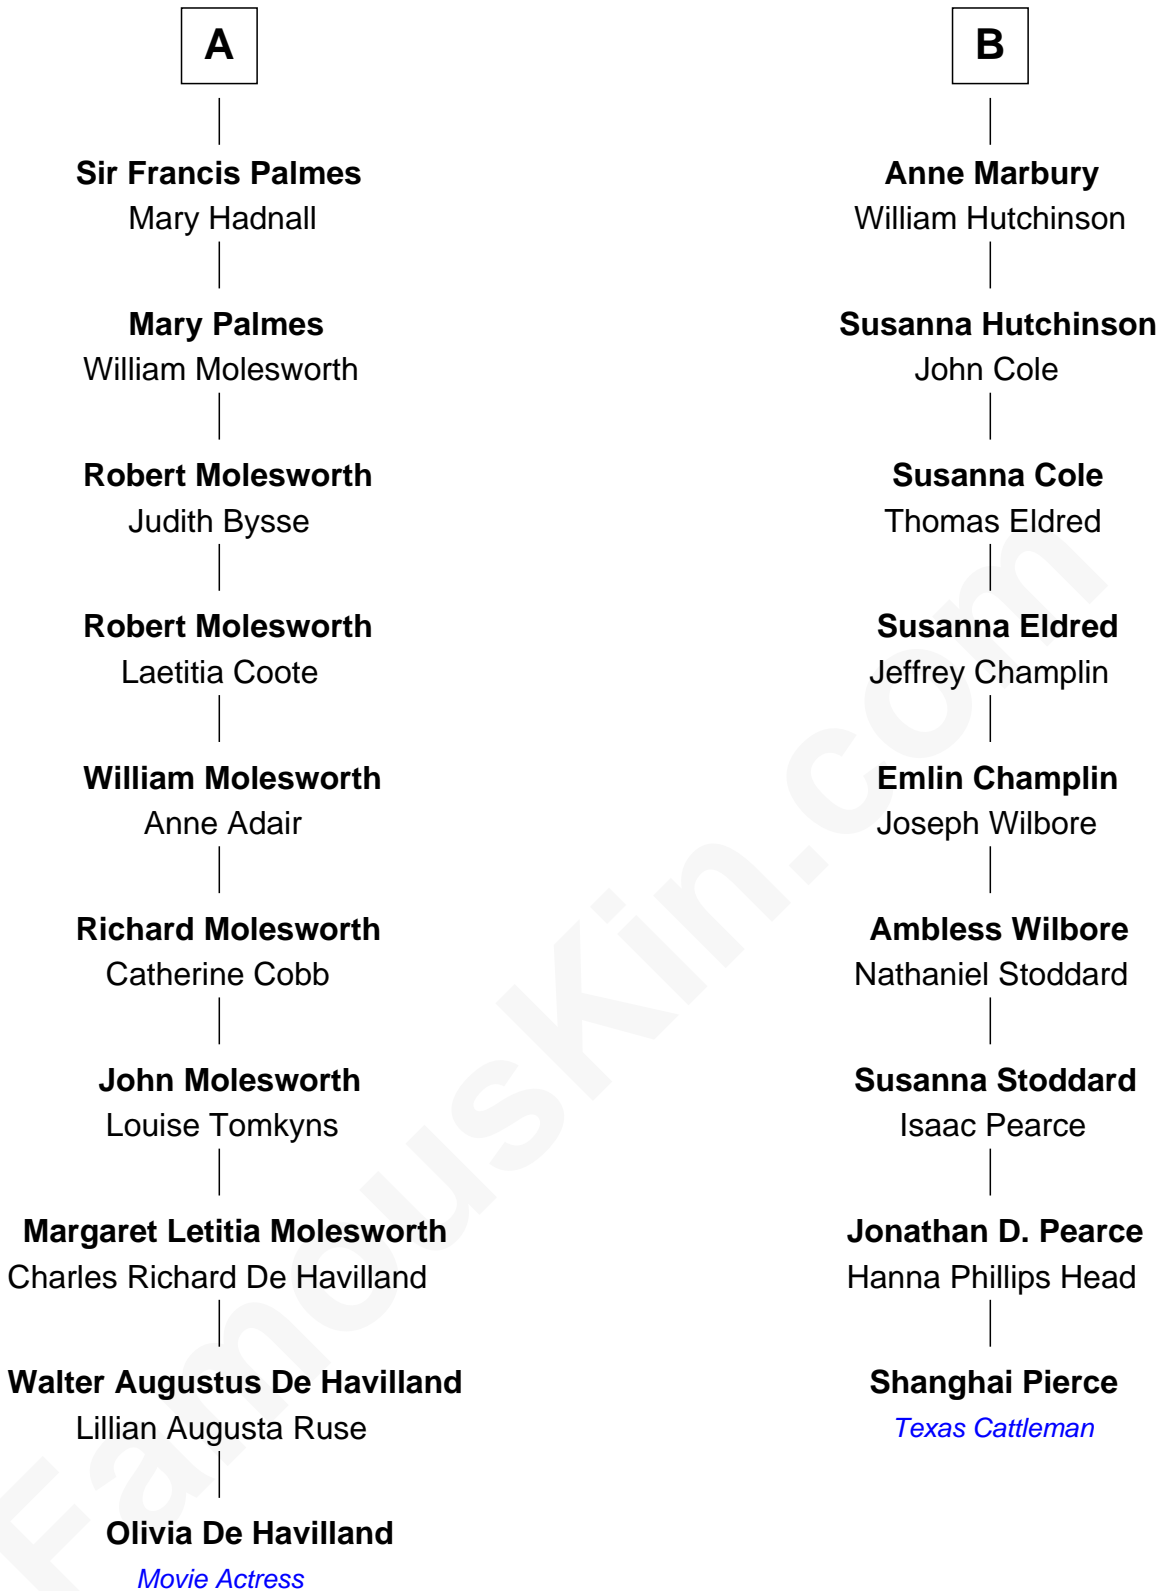 A
Sir Francis Palmes
Mary Hadnall
Mary Palmes
William Molesworth
Robert Molesworth
Judith Bysse
Robert Molesworth
Laetitia Coote
William Molesworth
Anne Adair
Richard Molesworth
Catherine Cobb
John Molesworth
Louise Tomkyns
Margaret Letitia Molesworth
Charles Richard De Havilland
Walter Augustus De Havilland
Lillian Augusta Ruse
Olivia De Havilland
Movie Actress
B
Anne Marbury
William Hutchinson
Susanna Hutchinson
John Cole
Susanna Cole
Thomas Eldred
Susanna Eldred
Jeffrey Champlin
Emlin Champlin
Joseph Wilbore
Ambless Wilbore
Nathaniel Stoddard
Susanna Stoddard
Isaac Pearce
Jonathan D. Pearce
Hanna Phillips Head
Shanghai Pierce
Texas Cattleman
FamousKin.com